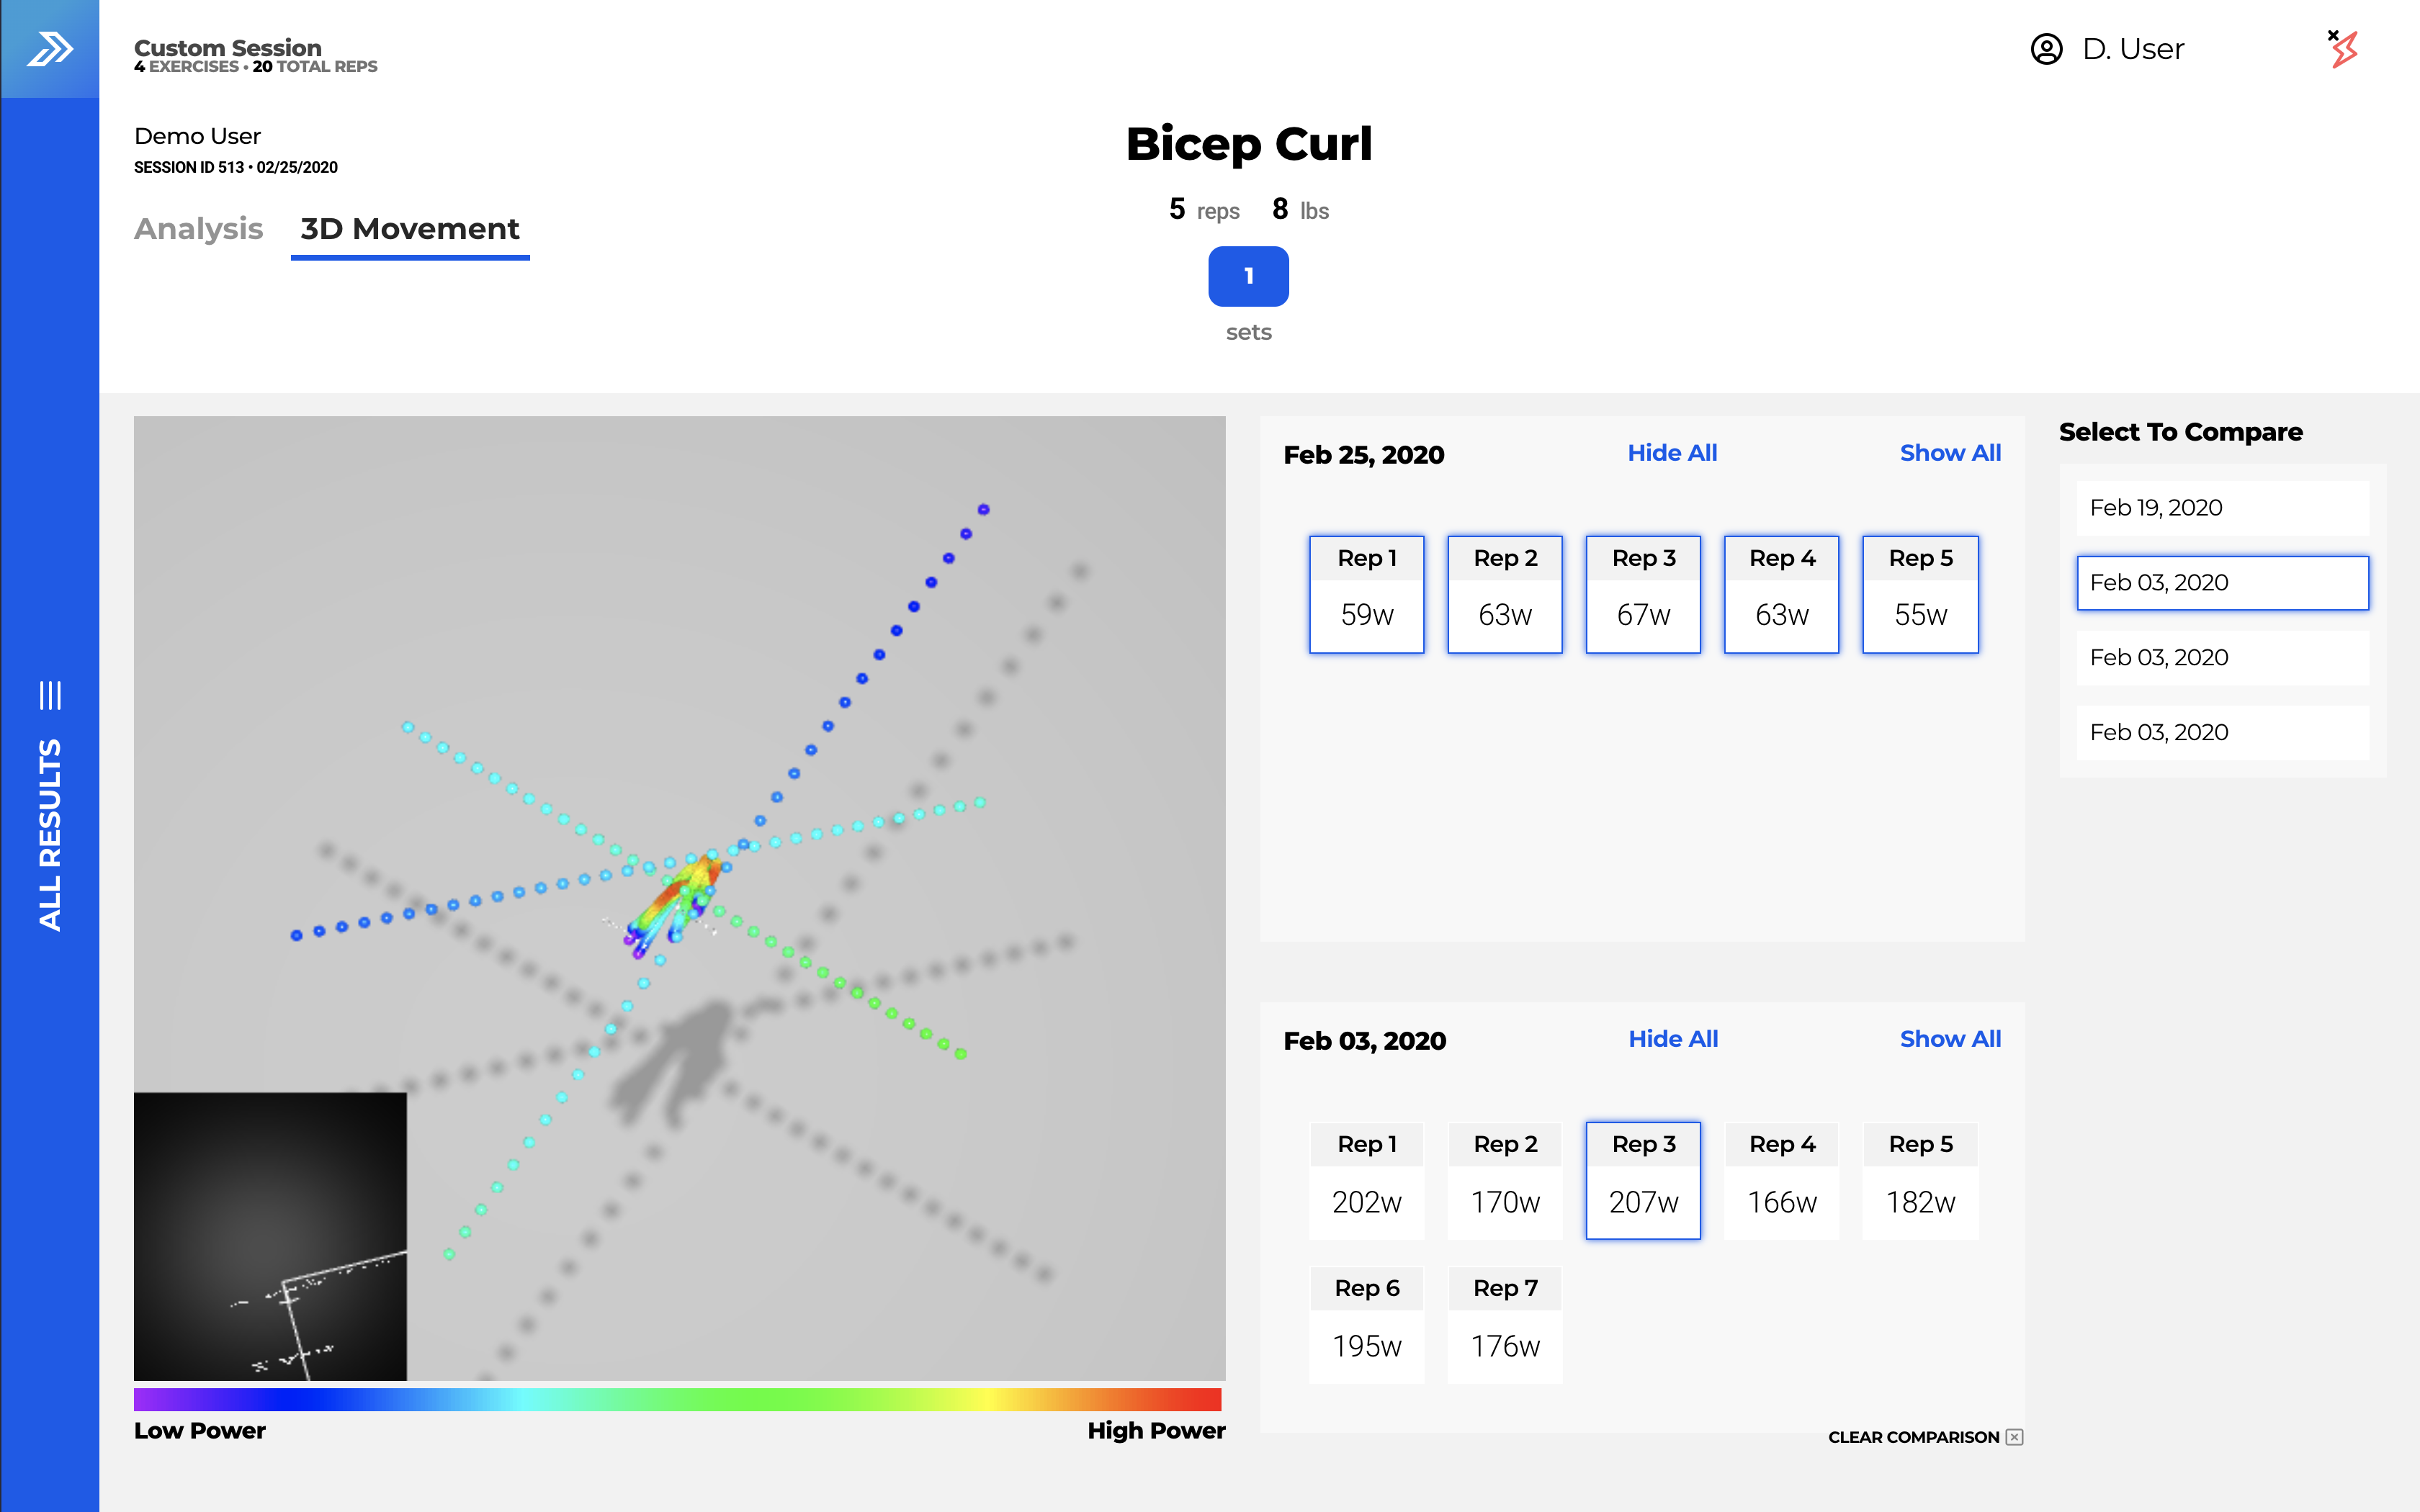 Custom Session
4 EXERCISES • 20 TOTAL REPS
D. User
Demo User
SESSION ID 513 • 02/25/2020
Analysis
3D Movement
Bicep Curl
5 reps 8 lbs
1
sets
ALL RESULTS
Low Power
High Power
Feb 25, 2020
Hide All
Show All
Rep 1
Rep 2
Rep 3
Rep 4
Rep 5
59w
63w
67w
63w
55w
Feb 03, 2020
Hide All
Show All
Rep 1
Rep 2
Rep 3
Rep 4
Rep 5
202w
170w
207w
166w
182w
Rep 6
Rep 7
195w
176w
CLEAR COMPARISON
Select To Compare
Feb 19, 2020
Feb 03, 2020
Feb 03, 2020
Feb 03, 2020